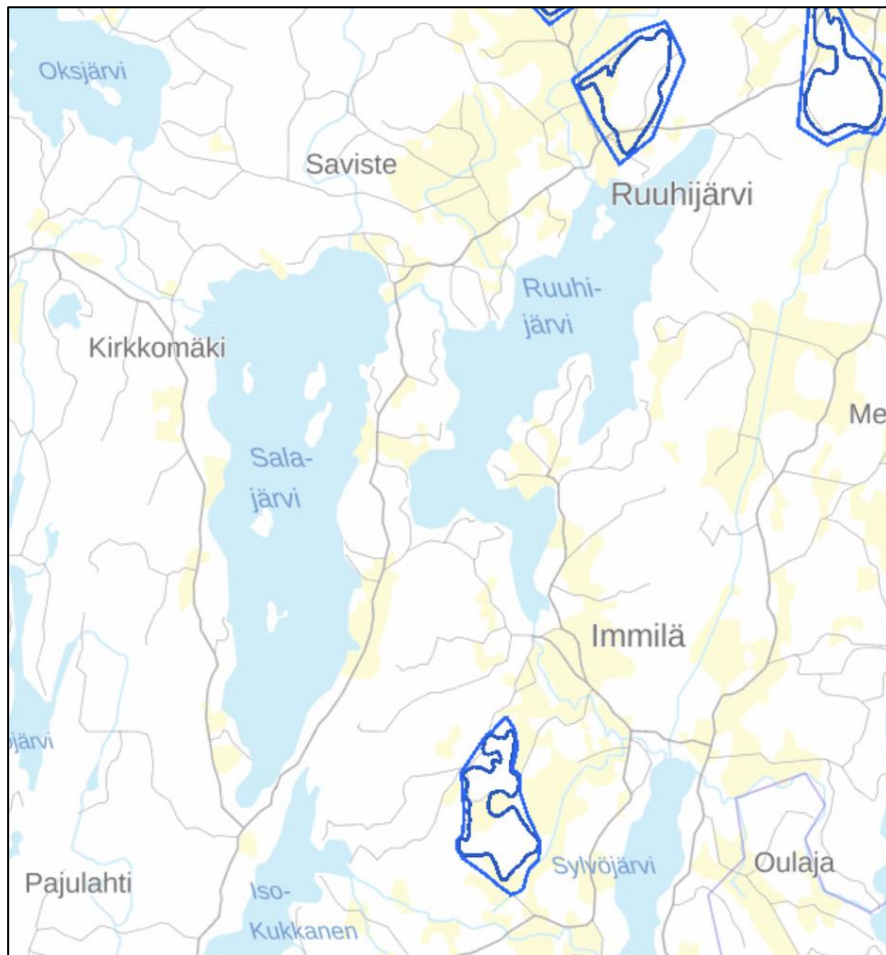 Oksjärvi
Saviste
Ruuhijärvi
Ruuhi-
järvi
Kirkkomäki
Me
Sala-
järvi
Immilä
järvi
Pajulahti
Iso-
Kukkanen
Sylvöjärvi
Oulaja